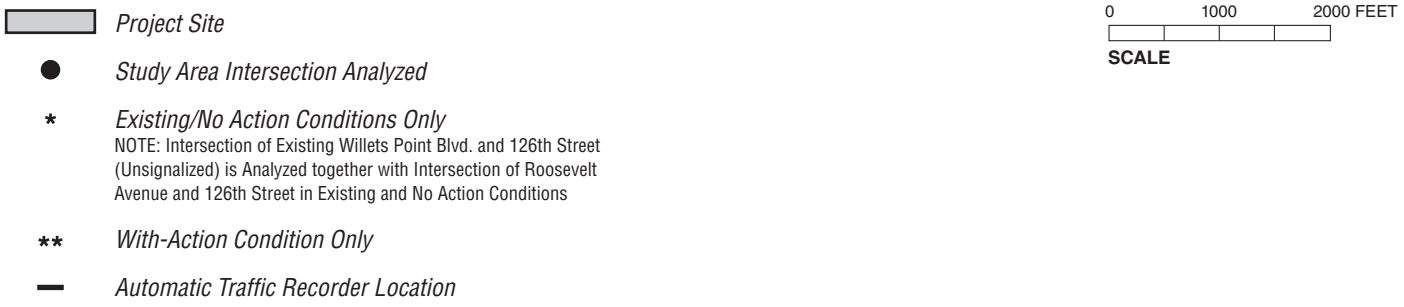 Project Site
Study Area Intersection Analyzed
* Existing/No Action Conditions Only
NOTE: Intersection of Existing Willets Point Blvd. and 126th Street
(Unsignalized) is Analyzed together with Intersection of Roosevelt
Avenue and 126th Street in Existing and No Action Conditions
** With-Action Condition Only
Automatic Traffic Recorder Location
0 1000 2000 FEET
SCALE